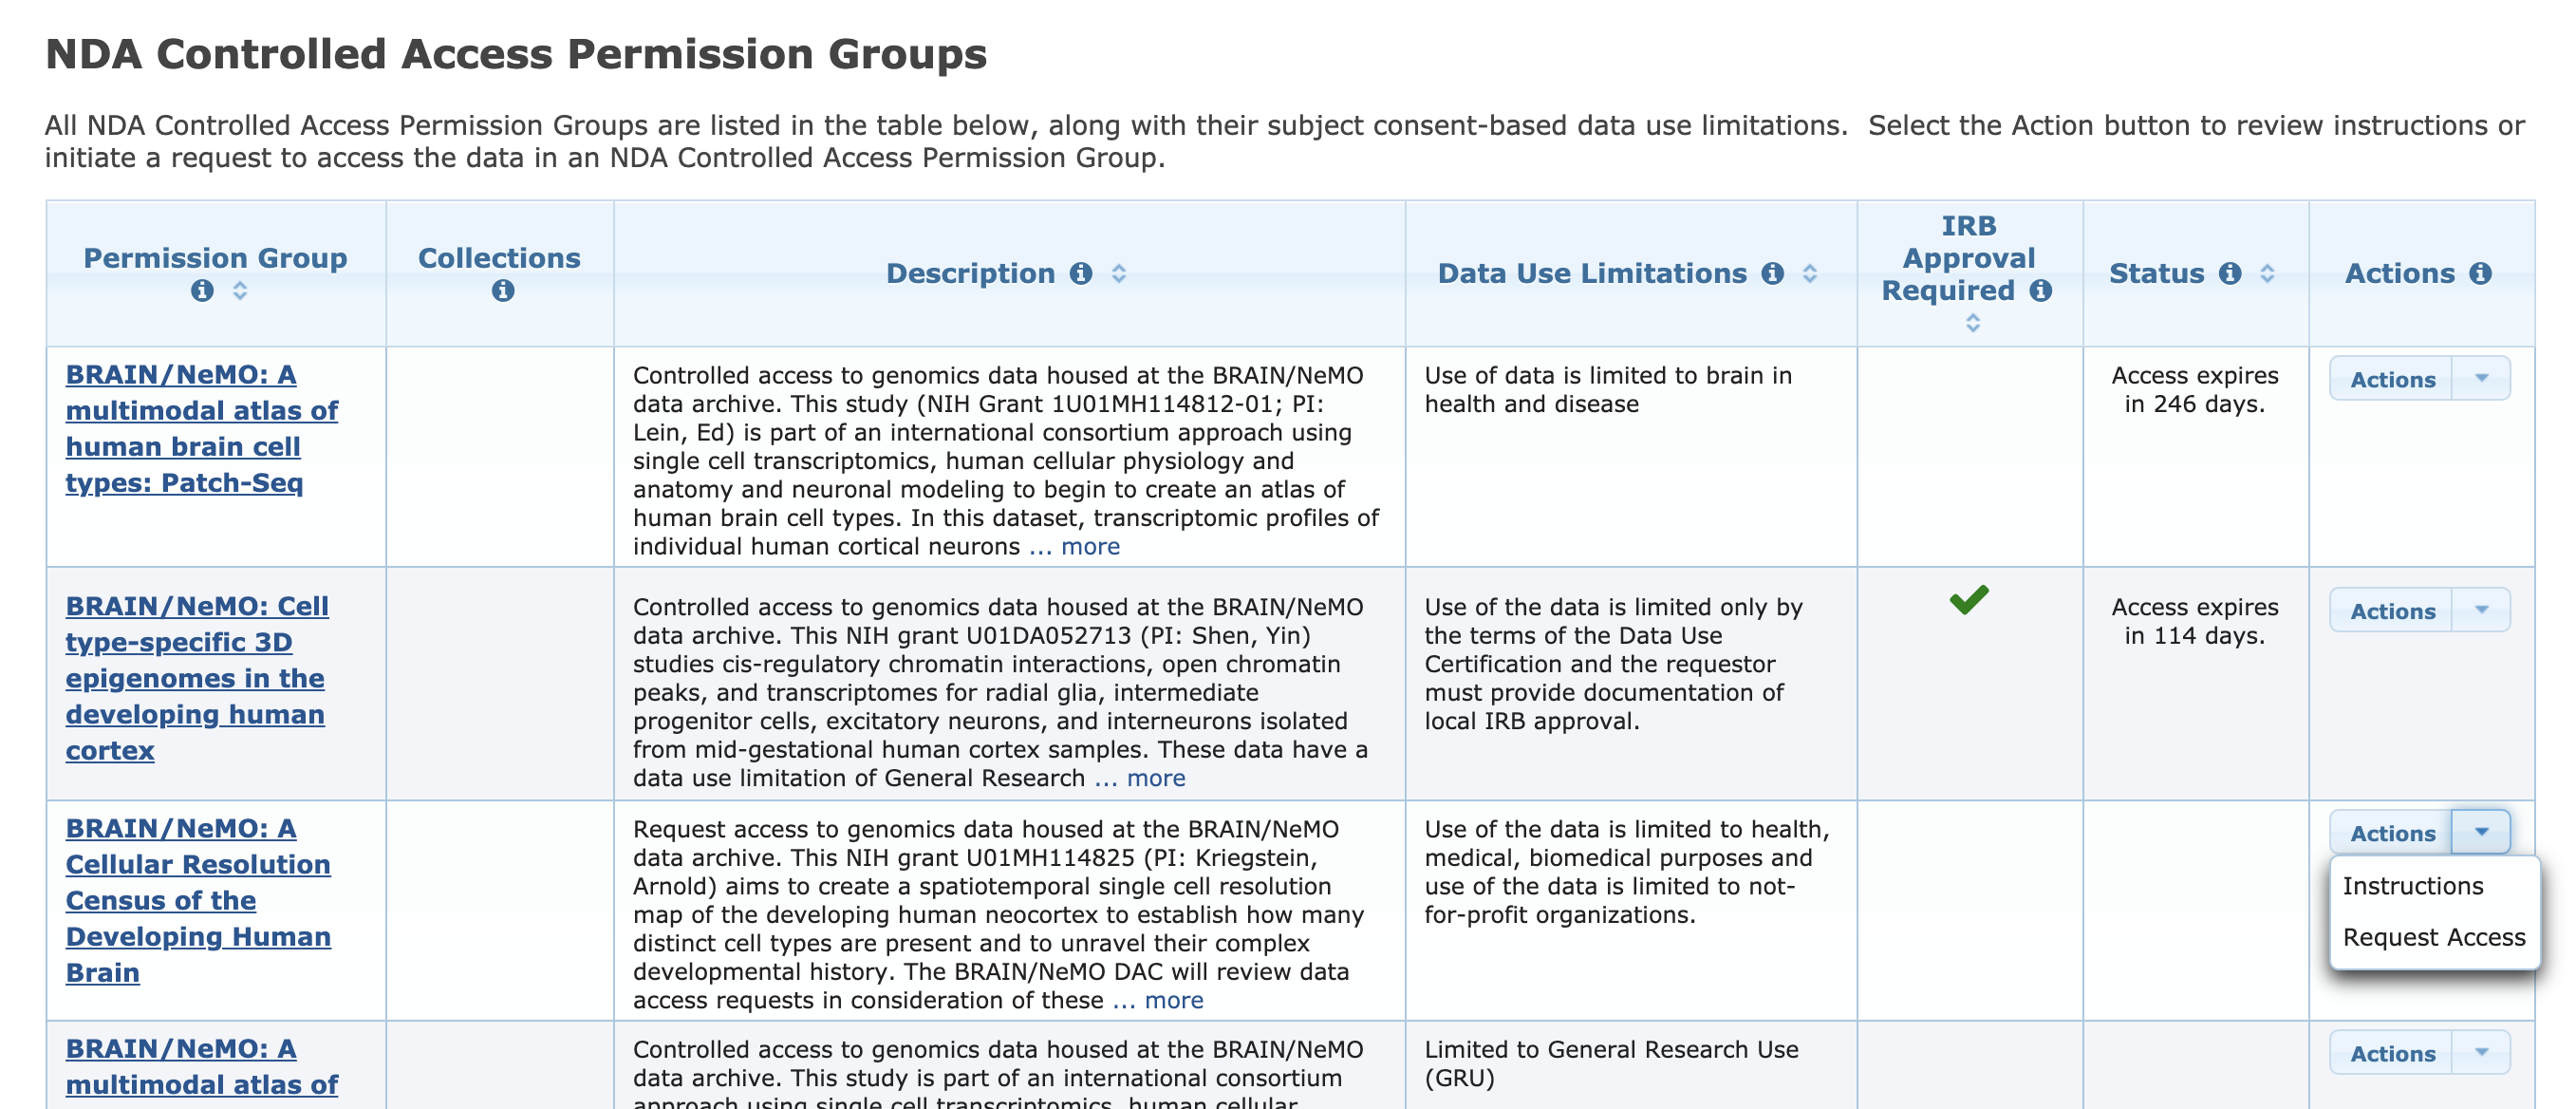 NDA Controlled Access Permission Groups
All NDA Controlled Access Permission Groups are listed in the table below, along with their subject consent-based data use limitations.  Select the Action button to review instructions or
initiate a request to access the data in an NDA Controlled Access Permission Group.
Permission Group
Collections
Description
Data Use Limitations
IRB
Approval
Required
Status
Actions
BRAIN/NeMO: A
multimodal atlas of
human brain cell
types: Patch-Seq
Controlled access to genomics data housed at the BRAIN/NeMO
data archive. This study (NIH Grant 1U01MH114812-01; PI:
Lein, Ed) is part of an international consortium approach using
single cell transcriptomics, human cellular physiology and
anatomy and neuronal modeling to begin to create an atlas of
human brain cell types. In this dataset, transcriptomic profiles of
individual human cortical neurons ... more
Use of data is limited to brain in
health and disease
Access expires
in 246 days.
Actions
BRAIN/NeMO: Cell
type-specific 3D
epigenomes in the
developing human
cortex
Controlled access to genomics data housed at the BRAIN/NeMO
data archive. This NIH grant U01DA052713 (PI: Shen, Yin)
studies cis-regulatory chromatin interactions, open chromatin
peaks, and transcriptomes for radial glia, intermediate
progenitor cells, excitatory neurons, and interneurons isolated
from mid-gestational human cortex samples. These data have a
data use limitation of General Research ... more
Use of the data is limited only by
the terms of the Data Use
Certification and the requestor
must provide documentation of
local IRB approval.
Access expires
in 114 days.
Actions
BRAIN/NeMO: A
Cellular Resolution
Census of the
Developing Human
Brain
Request access to genomics data housed at the BRAIN/NeMO
data archive. This NIH grant U01MH114825 (PI: Kriegstein,
Arnold) aims to create a spatiotemporal single cell resolution
map of the developing human neocortex to establish how many
distinct cell types are present and to unravel their complex
developmental history. The BRAIN/NeMO DAC will review data
access requests in consideration of these ... more
Use of the data is limited to health,
medical, biomedical purposes and
use of the data is limited to not-
for-profit organizations.
Actions
Instructions
Request Access
BRAIN/NeMO: A
multimodal atlas of
Controlled access to genomics data housed at the BRAIN/NeMO
data archive. This study is part of an international consortium
approach using single cell transcriptomics, human cellular
Limited to General Research Use
(GRU)
Actions